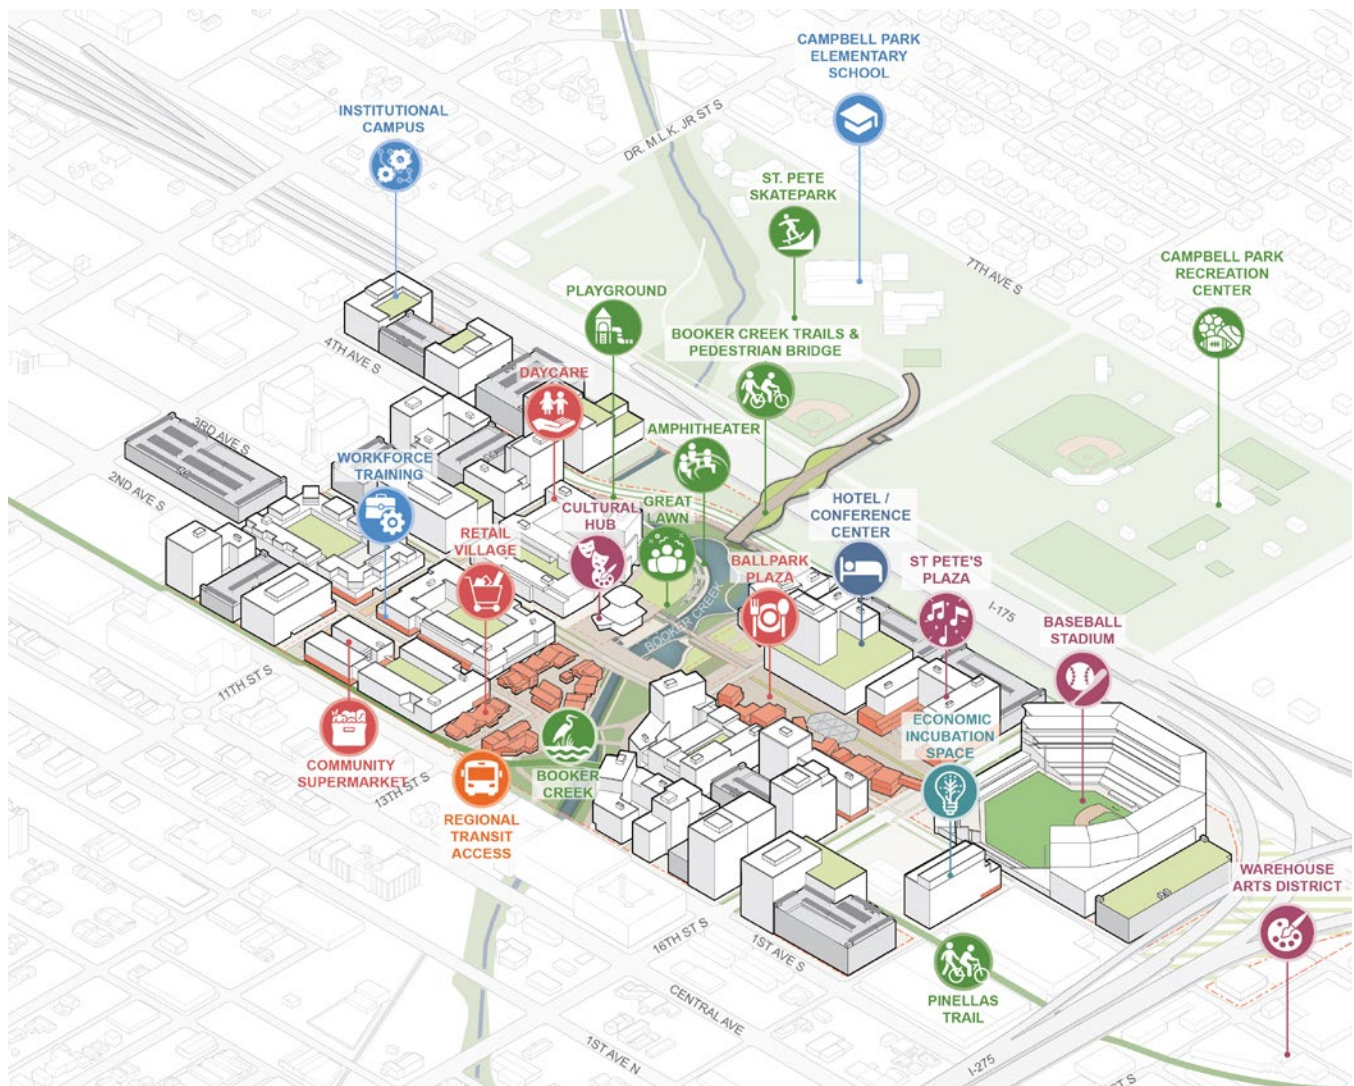 CAMPBELL PARK
ELEMENTARY
SCHOOL
INSTITUTIONAL
CAMPUS
DR. M.L.K. JR ST S
ST. PETE
SKATEPARK
7TH AVE S
CAMPBELL PARK
RECREATION
CENTER
PLAYGROUND
BOOKER CREEK TRAILS &
PEDESTRIAN BRIDGE
4TH AVE S
DAYCARE
3RD AVE S
AMPHITHEATER
WORKFORCE
TRAINING
2ND AVE S
GREAT
LAWN
CULTURAL
HUB
HOTEL /
CONFERENCE
CENTER
RETAIL
VILLAGE
BALLPARK
PLAZA
ST PETE'S
PLAZA
I-175
BASEBALL
STADIUM
BOOKER CREEK
11TH ST S
ECONOMIC
INCUBATION
SPACE
COMMUNITY
SUPERMARKET
13TH ST S
BOOKER
CREEK
REGIONAL
TRANSIT
ACCESS
WAREHOUSE
ARTS DISTRICT
16TH ST S
1ST AVE S
PINELLAS
TRAIL
CENTRAL AVE
1ST AVE N
I-275
ST S